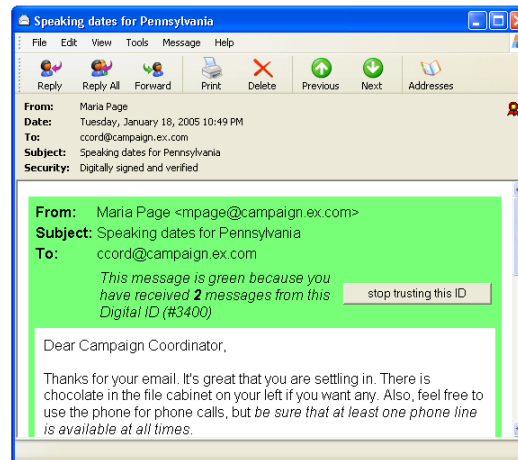 Speaking dates for Pennsylvania
File Edit View Tools Message Help
Reply Reply All Forward Print Delete Previous Next Addresses
From: Maria Page
Date: Tuesday, January 18, 2005 10:49 PM
To: ccord@campaign.ex.com
Subject: Speaking dates for Pennsylvania
Security: Digitally signed and verified
From: Maria Page <mpage@campaign.ex.com>
Subject: Speaking dates for Pennsylvania
To: ccord@campaign.ex.com
This message is green because you
have received 2 messages from this
Digital ID (#3400)
stop trusting this ID
Dear Campaign Coordinator,
Thanks for your email. It's great that you are settling in. There is
chocolate in the file cabinet on your left if you want any. Also, feel free to
use the phone for phone calls, but be sure that at least one phone line
is available at all times.